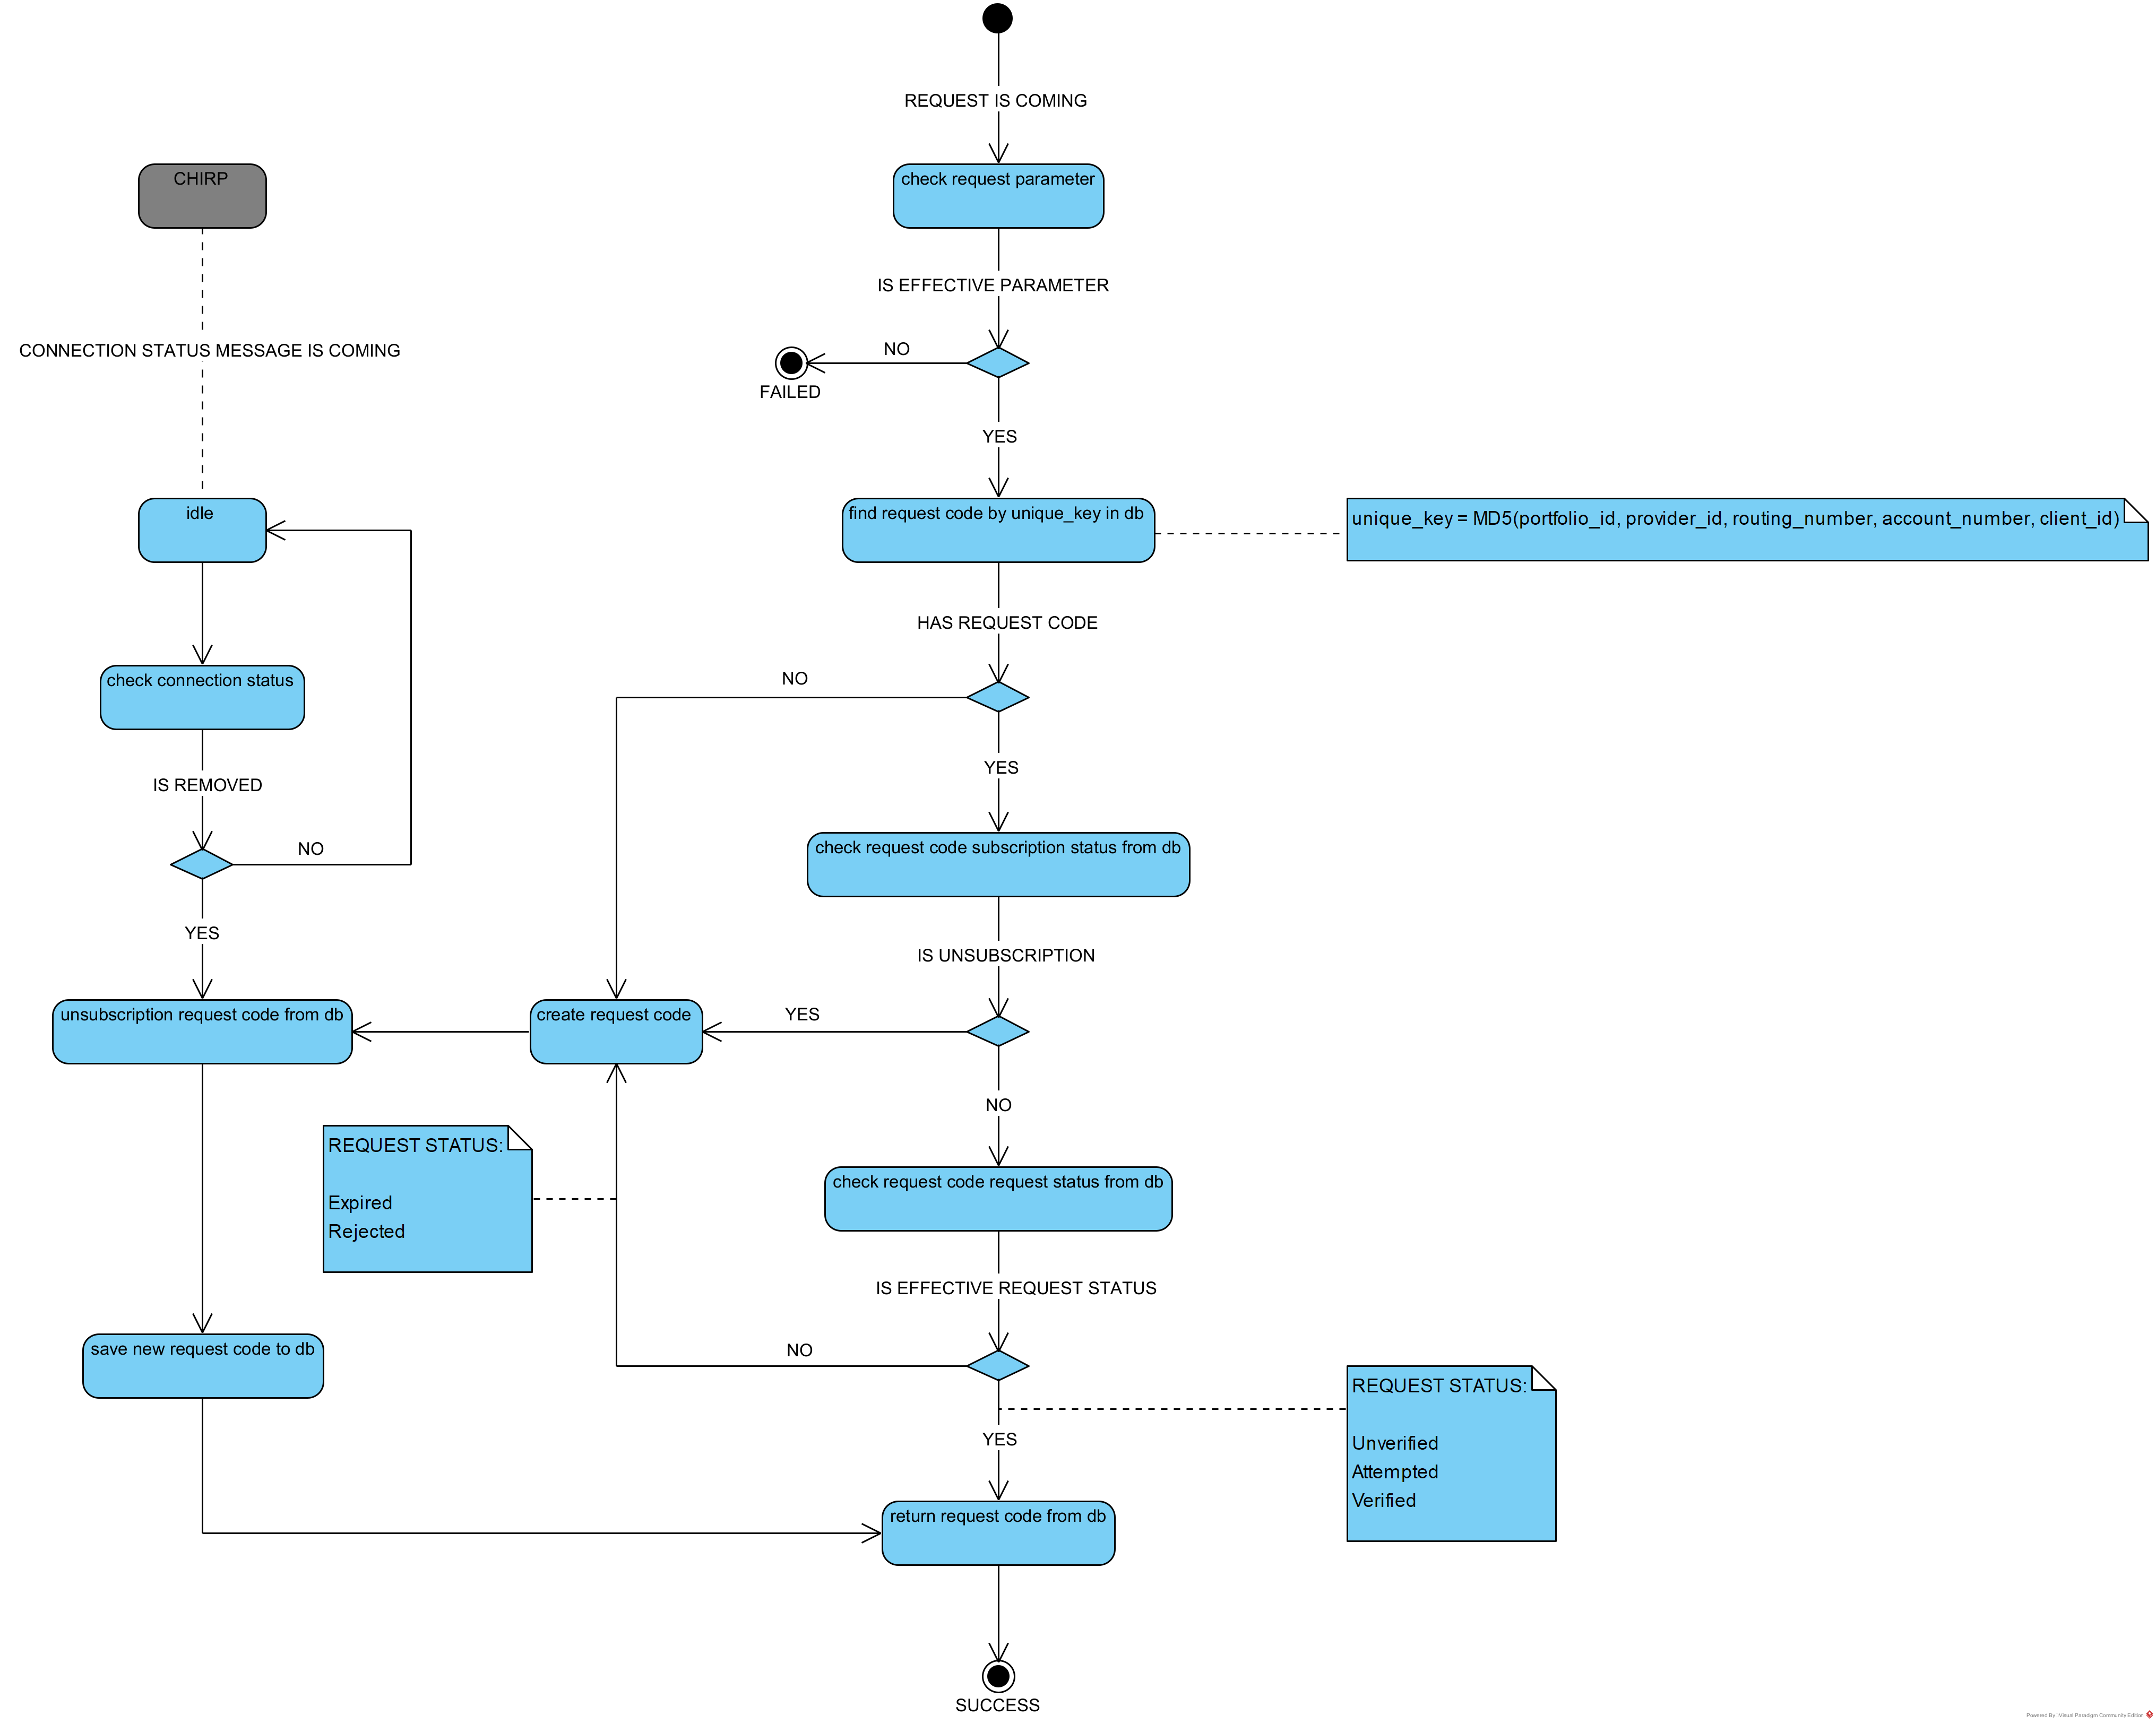 REQUEST IS COMING
CHIRP
check request parameter
IS EFFECTIVE PARAMETER
CONNECTION STATUS MESSAGE IS COMING
NO
FAILED
YES
idle
find request code by unique_key in db
unique_key = MD5(portfolio_id, provider_id, routing_number, account_number, client_id)
HAS REQUEST CODE
check connection status
NO
YES
IS REMOVED
NO
check request code subscription status from db
YES
IS UNSUBSCRIPTION
unsubscription request code from db
create request code
YES
NO
REQUEST STATUS:
Expired
Rejected
check request code request status from db
IS EFFECTIVE REQUEST STATUS
save new request code to db
NO
REQUEST STATUS:
Unverified
Attempted
Verified
YES
return request code from db
SUCCESS
Powered By: Visual Paradigm Community Edition